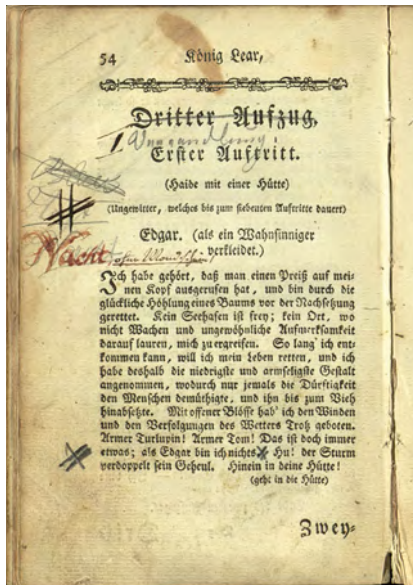 54 König Lear,
Dritter Aufzug.
I Verwandlung
Erster Auftritt.
(Haide mit einer Hütte)
(Ungewitter, welches bis zum siebenten Auftritte dauert)
Edgar. (als ein Wahnsinniger
verkleidet.)
Nacht (ohne Mondschein)
Ich habe gehört, daß man einen Preiß auf mei-
nen Kopf ausgerufen hat, und bin durch die
glückliche Höhlung eines Baums vor der Nachsetzung
gerettet. Kein Seehafen ist frey; kein Ort, wo
nicht Wachen und ungewöhnliche Aufmerksamkeit
darauf lauren, mich zu ergreifen. So lang' ich ent-
kommen kann, will ich mein Leben retten, und ich
habe deshalb die niedrigste und armseligste Gestalt
angenommen, wodurch nur jemals die Dürftigkeit
den Menschen demüthigte, und ihn bis zum Vieh
hinabsetzte. Mit offener Blösse hab' ich den Winden
und den Verfolgungen des Wetters Trotz geboten.
Armer Turlupin! Armer Tom! Das ist doch immer
etwas; als Edgar bin ich nichts Hu! der Sturm
verdoppelt sein Geheul. Hinein in deine Hütte!
(geht in die Hütte)
Zwey-